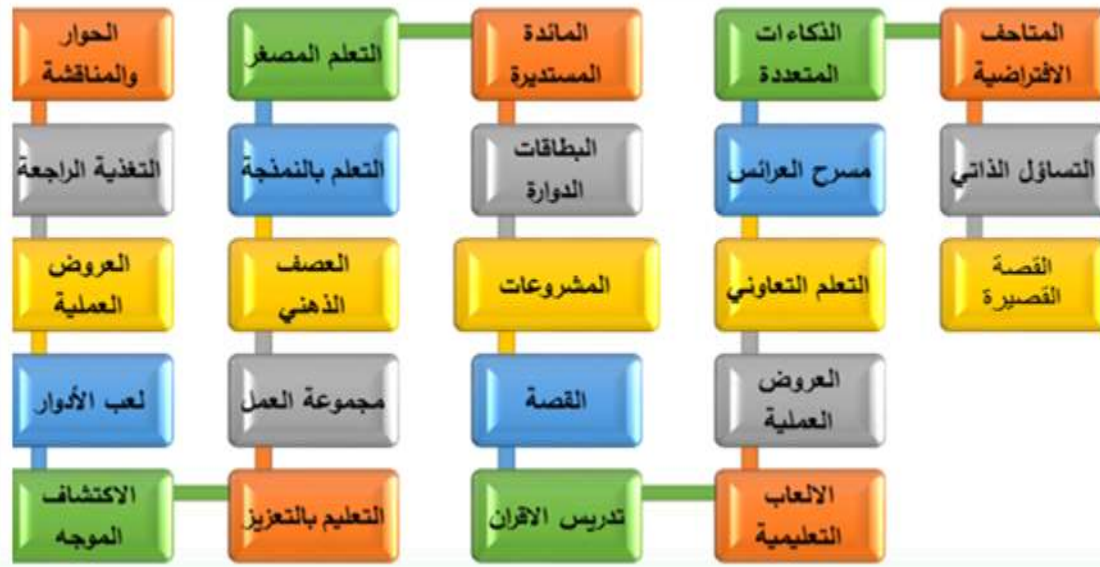 الحوار
والمناقشة
التغذية الراجعة
العروض
العملية
لعب الأدوار
الاكتشاف
الموجه
التعليم بالتعزيز
مجموعة العمل
العصف
الذهني
التعلم بالنمذجة
التعلم المصغر
المائدة
المستديرة
البطاقات
الدوارة
المشروعات
القصة
تدريس الاقران
الالعاب
التعليمية
العروض
العملية
التعلم التعاوني
مسرح العرائس
الذكاءات
المتعددة
المتاحف
الافتراضية
التساؤل الذاتي
القصة
القصيرة